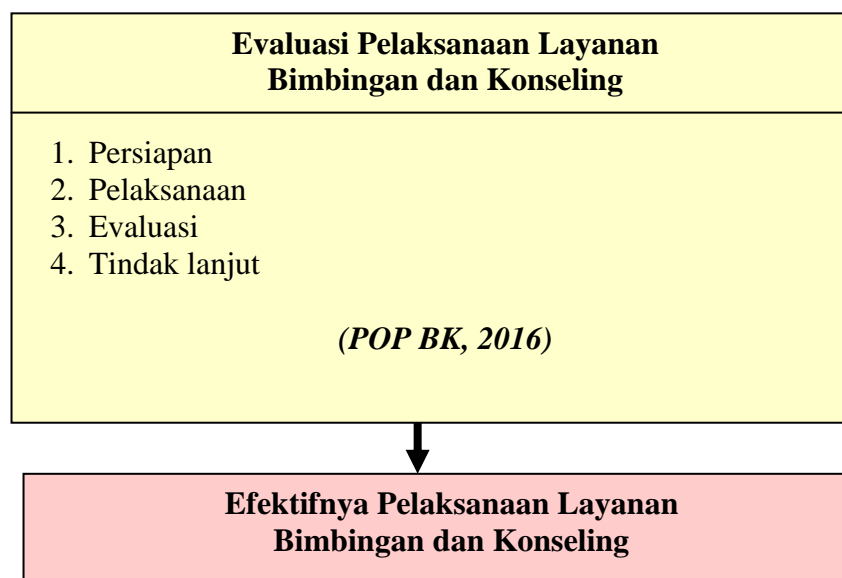 Evaluasi Pelaksanaan Layanan
Bimbingan dan Konseling
1. Persiapan
2. Pelaksanaan
3. Evaluasi
4. Tindak lanjut
(POP BK, 2016)
Efektifnya Pelaksanaan Layanan
Bimbingan dan Konseling